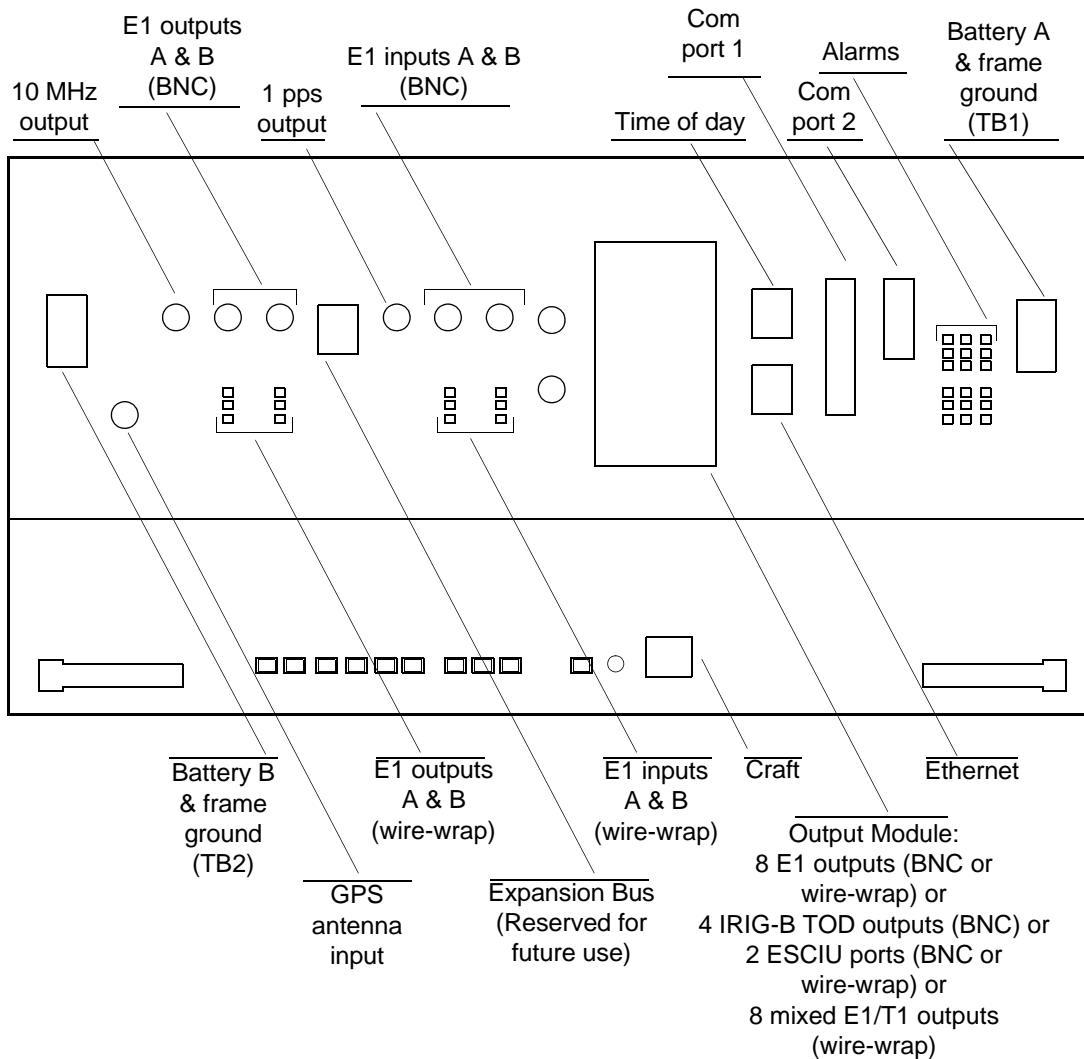 E1 outputs
A & B
(BNC)
10 MHz
output
1 pps
output
E1 inputs A & B
(BNC)
Time of day
Com
port 1
Com
port 2
Alarms
Battery A
& frame
ground
(TB1)
Battery B
& frame
ground
(TB2)
GPS
antenna
input
E1 outputs
A & B
(wire-wrap)
Expansion Bus
(Reserved for
future use)
E1 inputs
A & B
(wire-wrap)
Craft
Output Module:
8 E1 outputs (BNC or
wire-wrap) or
4 IRIG-B TOD outputs (BNC) or
2 ESCIU ports (BNC or
wire-wrap) or
8 mixed E1/T1 outputs
(wire-wrap)
Ethernet